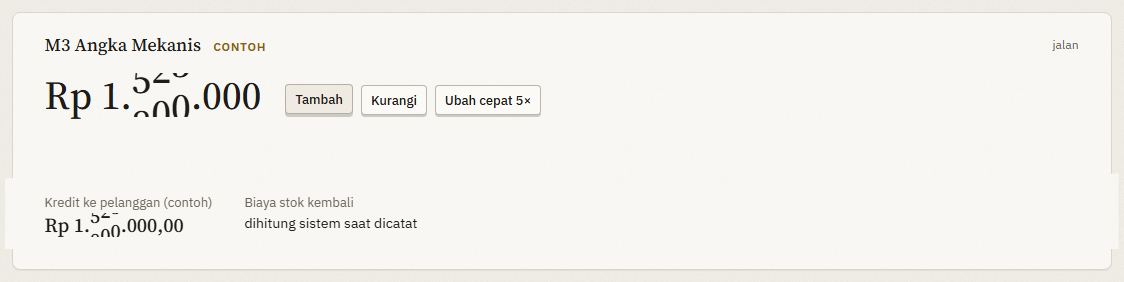 M3 Angka Mekanis CONTOH
jalan
Rp 1. .000
Tambah
Kurangi
Ubah cepat 5×
Kredit ke pelanggan (contoh)
Biaya stok kembali
Rp 1. .000,00
dihitung sistem saat dicatat